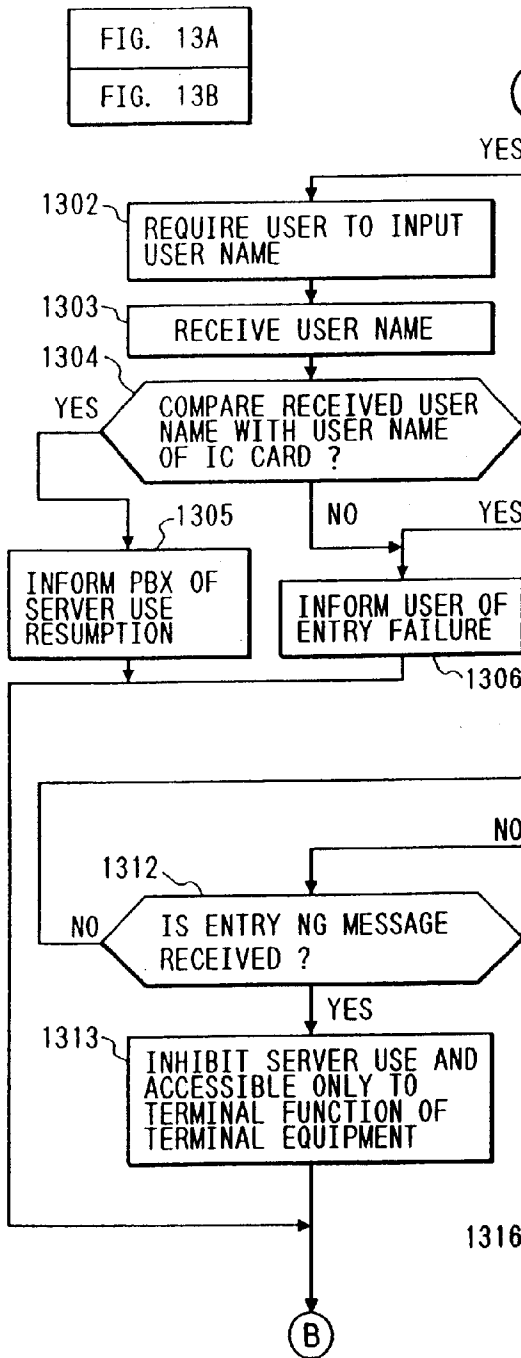 FIG. 13A
FIG. 13B
YES
1302
REQUIRE USER TO INPUT
USER NAME
1303
RECEIVE USER NAME
1304
YES
COMPARE RECEIVED USER
NAME WITH USER NAME
OF IC CARD ?
1305
NO
YES
INFORM PBX OF
SERVER USE
RESUMPTION
INFORM USER OF
ENTRY FAILURE
1306
NO
1312
NO
IS ENTRY NG MESSAGE
RECEIVED ?
YES
1313
INHIBIT SERVER USE AND
ACCESSIBLE ONLY TO
TERMINAL FUNCTION OF
TERMINAL EQUIPMENT
1316
B